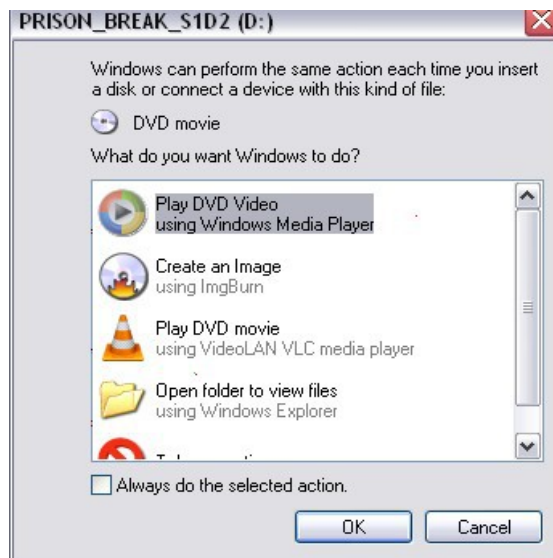 PRISON_BREAK_S1D2 (D:)
Windows can perform the same action each time you insert
a disk or connect a device with this kind of file:
DVD movie
What do you want Windows to do?
Play DVD Video
using Windows Media Player
Create an Image
using ImgBurn
Play DVD movie
using VideoLAN VLC media player
Open folder to view files
using Windows Explorer
Always do the selected action.
OK
Cancel